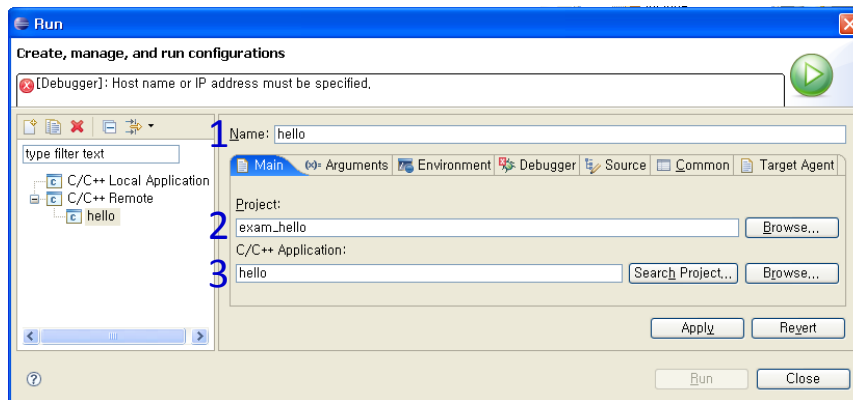 Run
Create, manage, and run configurations
[Debugger]: Host name or IP address must be specified,
type filter text
C/C++ Local Application
C/C++ Remote
hello
1 Name: hello
Main (x)= Arguments Environment Debugger Source Common Target Agent
Project:
2 exam_hello Browse...
C/C++ Application:
3 hello Search Project... Browse...
Apply Revert
? Run Close